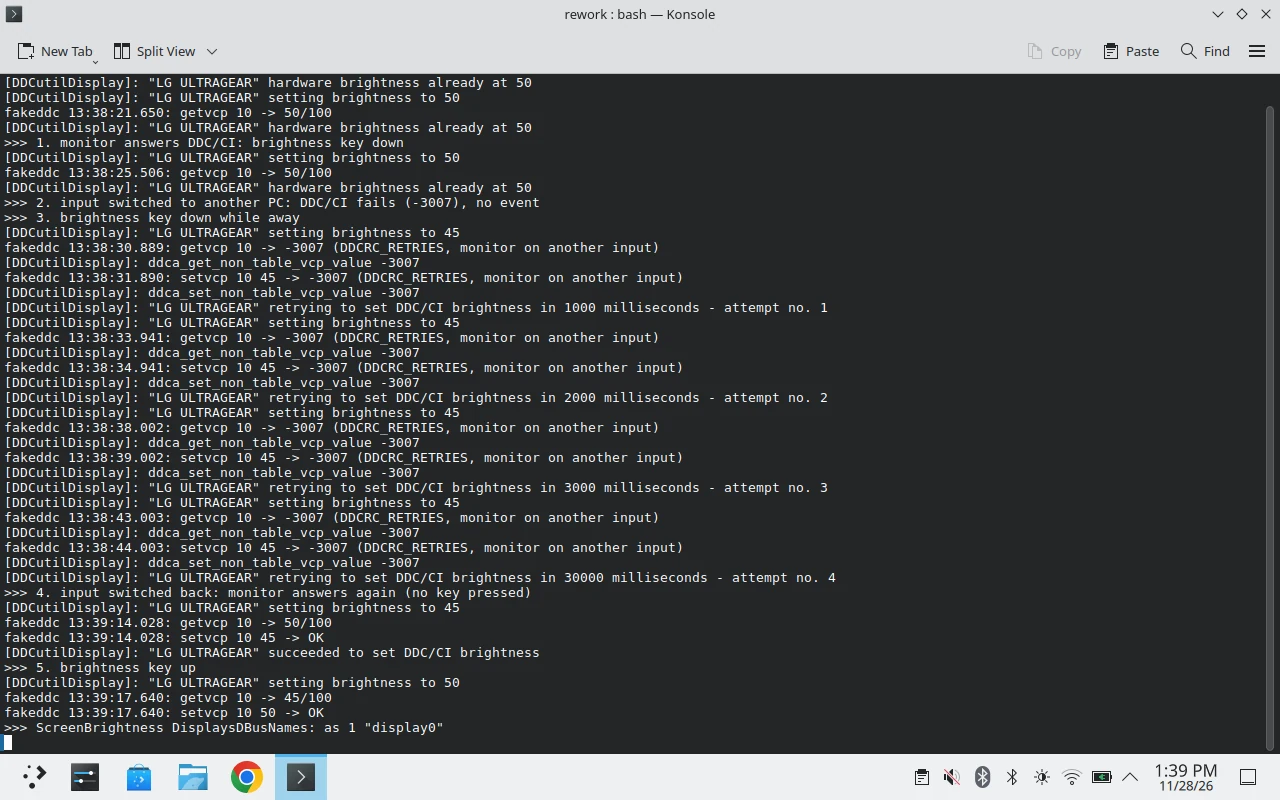 rework : bash — Konsole
New Tab
Split View
Copy
Paste
Find
[DDCutilDisplay]: "LG ULTRAGEAR" hardware brightness already at 50
[DDCutilDisplay]: "LG ULTRAGEAR" setting brightness to 50
fakeddc 13:38:21.650: getvcp 10 -> 50/100
[DDCutilDisplay]: "LG ULTRAGEAR" hardware brightness already at 50
>>> 1. monitor answers DDC/CI: brightness key down
[DDCutilDisplay]: "LG ULTRAGEAR" setting brightness to 50
fakeddc 13:38:25.506: getvcp 10 -> 50/100
[DDCutilDisplay]: "LG ULTRAGEAR" hardware brightness already at 50
>>> 2. input switched to another PC: DDC/CI fails (-3007), no event
>>> 3. brightness key down while away
[DDCutilDisplay]: "LG ULTRAGEAR" setting brightness to 45
fakeddc 13:38:30.889: getvcp 10 -> -3007 (DDCRC_RETRIES, monitor on another input)
[DDCutilDisplay]: ddca_get_non_table_vcp_value -3007
fakeddc 13:38:31.890: setvcp 10 45 -> -3007 (DDCRC_RETRIES, monitor on another input)
[DDCutilDisplay]: ddca_set_non_table_vcp_value -3007
[DDCutilDisplay]: "LG ULTRAGEAR" retrying to set DDC/CI brightness in 1000 milliseconds - attempt no. 1
[DDCutilDisplay]: "LG ULTRAGEAR" setting brightness to 45
fakeddc 13:38:33.941: getvcp 10 -> -3007 (DDCRC_RETRIES, monitor on another input)
[DDCutilDisplay]: ddca_get_non_table_vcp_value -3007
fakeddc 13:38:34.941: setvcp 10 45 -> -3007 (DDCRC_RETRIES, monitor on another input)
[DDCutilDisplay]: ddca_set_non_table_vcp_value -3007
[DDCutilDisplay]: "LG ULTRAGEAR" retrying to set DDC/CI brightness in 2000 milliseconds - attempt no. 2
[DDCutilDisplay]: "LG ULTRAGEAR" setting brightness to 45
fakeddc 13:38:38.002: getvcp 10 -> -3007 (DDCRC_RETRIES, monitor on another input)
[DDCutilDisplay]: ddca_get_non_table_vcp_value -3007
fakeddc 13:38:39.002: setvcp 10 45 -> -3007 (DDCRC_RETRIES, monitor on another input)
[DDCutilDisplay]: ddca_set_non_table_vcp_value -3007
[DDCutilDisplay]: "LG ULTRAGEAR" retrying to set DDC/CI brightness in 3000 milliseconds - attempt no. 3
[DDCutilDisplay]: "LG ULTRAGEAR" setting brightness to 45
fakeddc 13:38:43.003: getvcp 10 -> -3007 (DDCRC_RETRIES, monitor on another input)
[DDCutilDisplay]: ddca_get_non_table_vcp_value -3007
fakeddc 13:38:44.003: setvcp 10 45 -> -3007 (DDCRC_RETRIES, monitor on another input)
[DDCutilDisplay]: ddca_set_non_table_vcp_value -3007
[DDCutilDisplay]: "LG ULTRAGEAR" retrying to set DDC/CI brightness in 30000 milliseconds - attempt no. 4
>>> 4. input switched back: monitor answers again (no key pressed)
[DDCutilDisplay]: "LG ULTRAGEAR" setting brightness to 45
fakeddc 13:39:14.028: getvcp 10 -> 50/100
fakeddc 13:39:14.028: setvcp 10 45 -> OK
[DDCutilDisplay]: "LG ULTRAGEAR" succeeded to set DDC/CI brightness
>>> 5. brightness key up
[DDCutilDisplay]: "LG ULTRAGEAR" setting brightness to 50
fakeddc 13:39:17.640: getvcp 10 -> 45/100
fakeddc 13:39:17.640: setvcp 10 50 -> OK
>>> ScreenBrightness DisplaysDBusNames: as 1 "display0"
1:39 PM
11/28/26